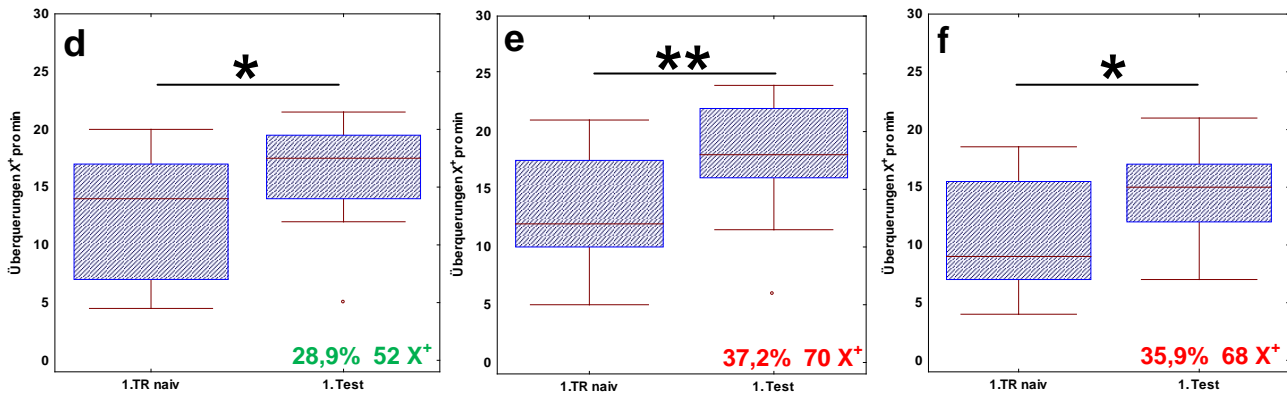 d
*
Überquerungen X⁺ pro min
30
25
20
15
10
5
0
28,9% 52 X⁺
1.TR naiv
1. Test
e
**
Überquerungen X⁺ pro min
30
25
20
15
10
5
0
37,2% 70 X⁺
1.TR naiv
1. Test
f
*
Überquerungen X⁺ pro min
30
25
20
15
10
5
0
35,9% 68 X⁺
1.TR naiv
1. Test